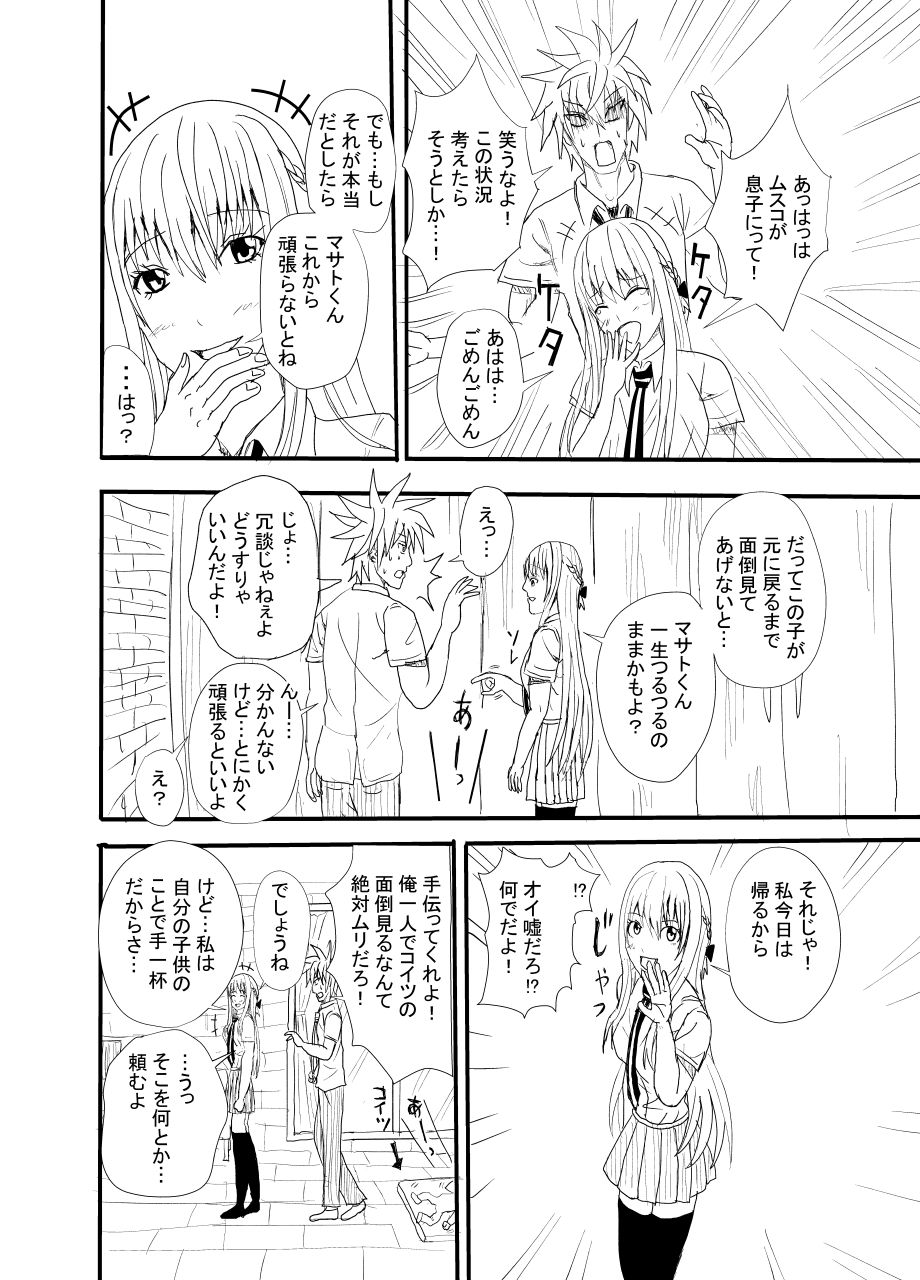 あっはっは
ムスコが
息子にって！
笑うなよ！
この状況
考えたら
そうとしか
…！
ケタ
ケタ
あはは…
ごめんごめん
でも…もし
それが本当
だとしたら
マサトくん
これから
頑張らないとね
…はっ？
だってこの子が
元に戻るまで
面倒見て
あげないと…
マサトくん
一生つるつるの
ままかもよ？
えっ…
ソレ
あーっ
じょ…
冗談じゃねぇよ
どうすりゃ
いいんだよ！
んー…
分かんない
けど…とにかく
頑張るといいよ
え？
それじゃ！
私今日は
帰るから
じゃっ
!?
オイ嘘だろ!?
何でだよ！
手伝ってくれよ！
俺一人でコイツの
面倒見るなんて
絶対ムリだろ！
あーっ
コイツ
でしょうね
けど…私は
自分の子供の
ことで手一杯
だからさ…
…うっ
そこを何とか…
頼むよ